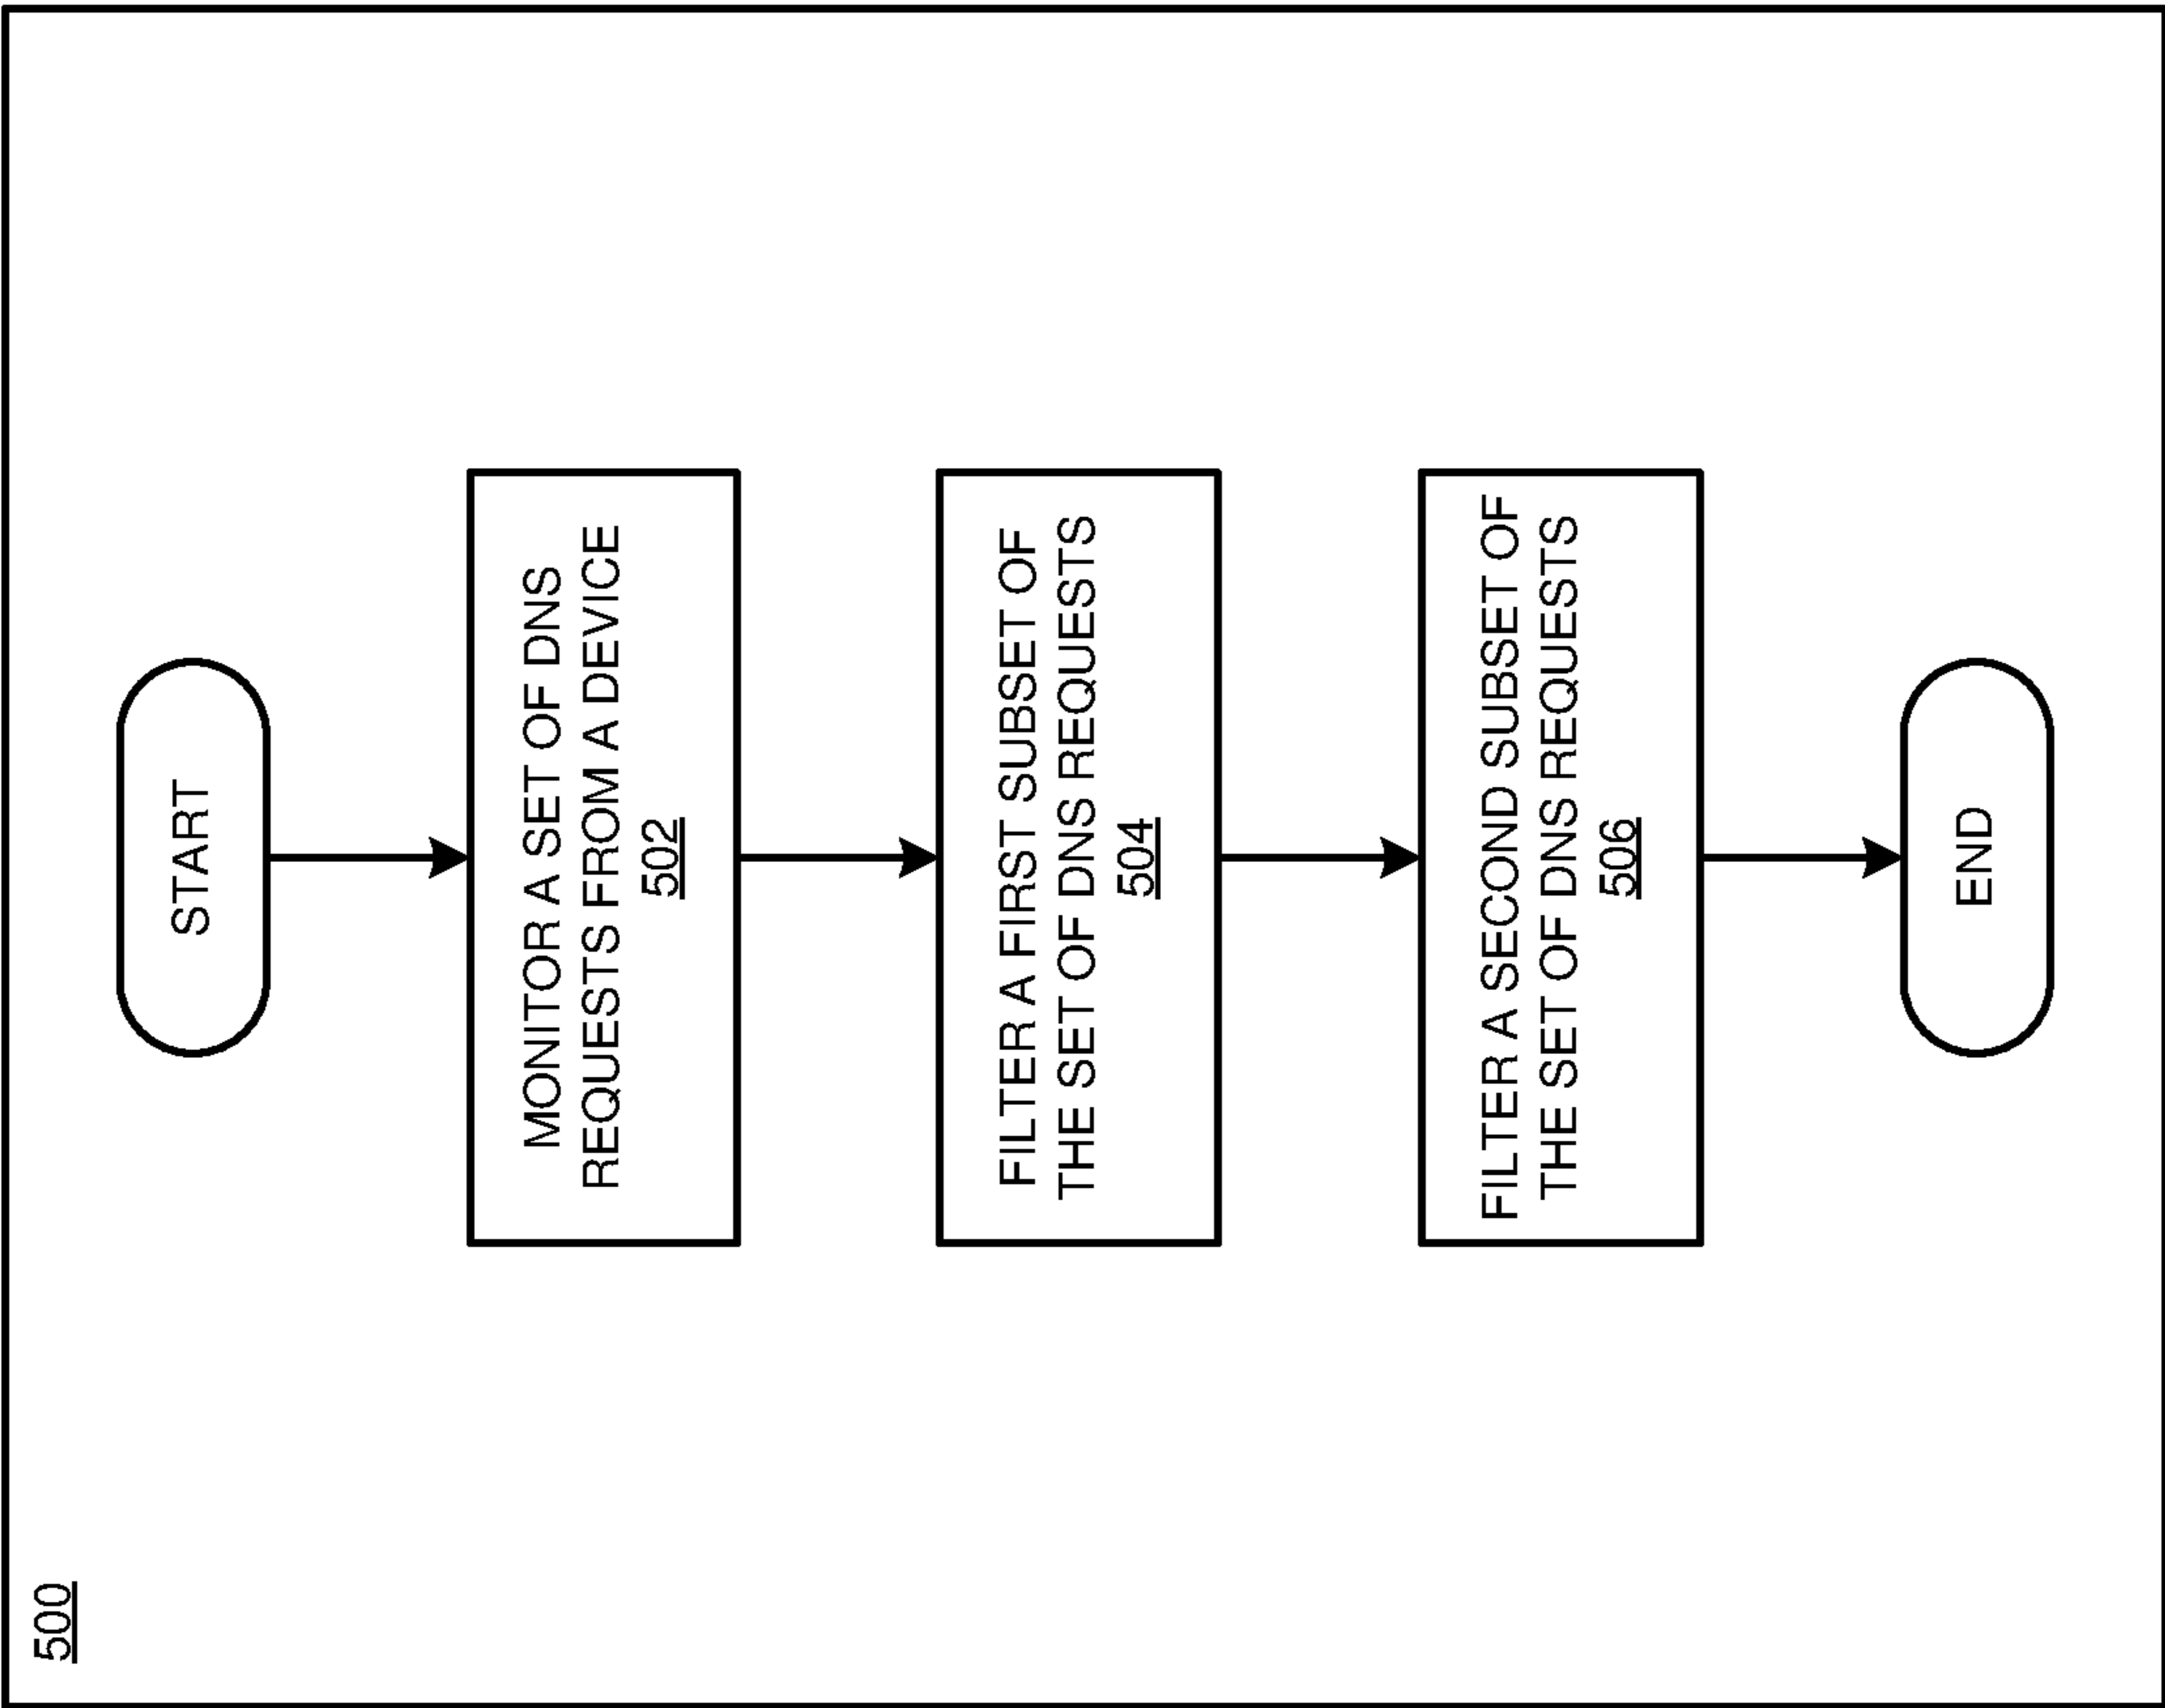 500
START
MONITOR A SET OF DNS
REQUESTS FROM A DEVICE
502
FILTER A FIRST SUBSET OF
THE SET OF DNS REQUESTS
504
FILTER A SECOND SUBSET OF
THE SET OF DNS REQUESTS
506
END